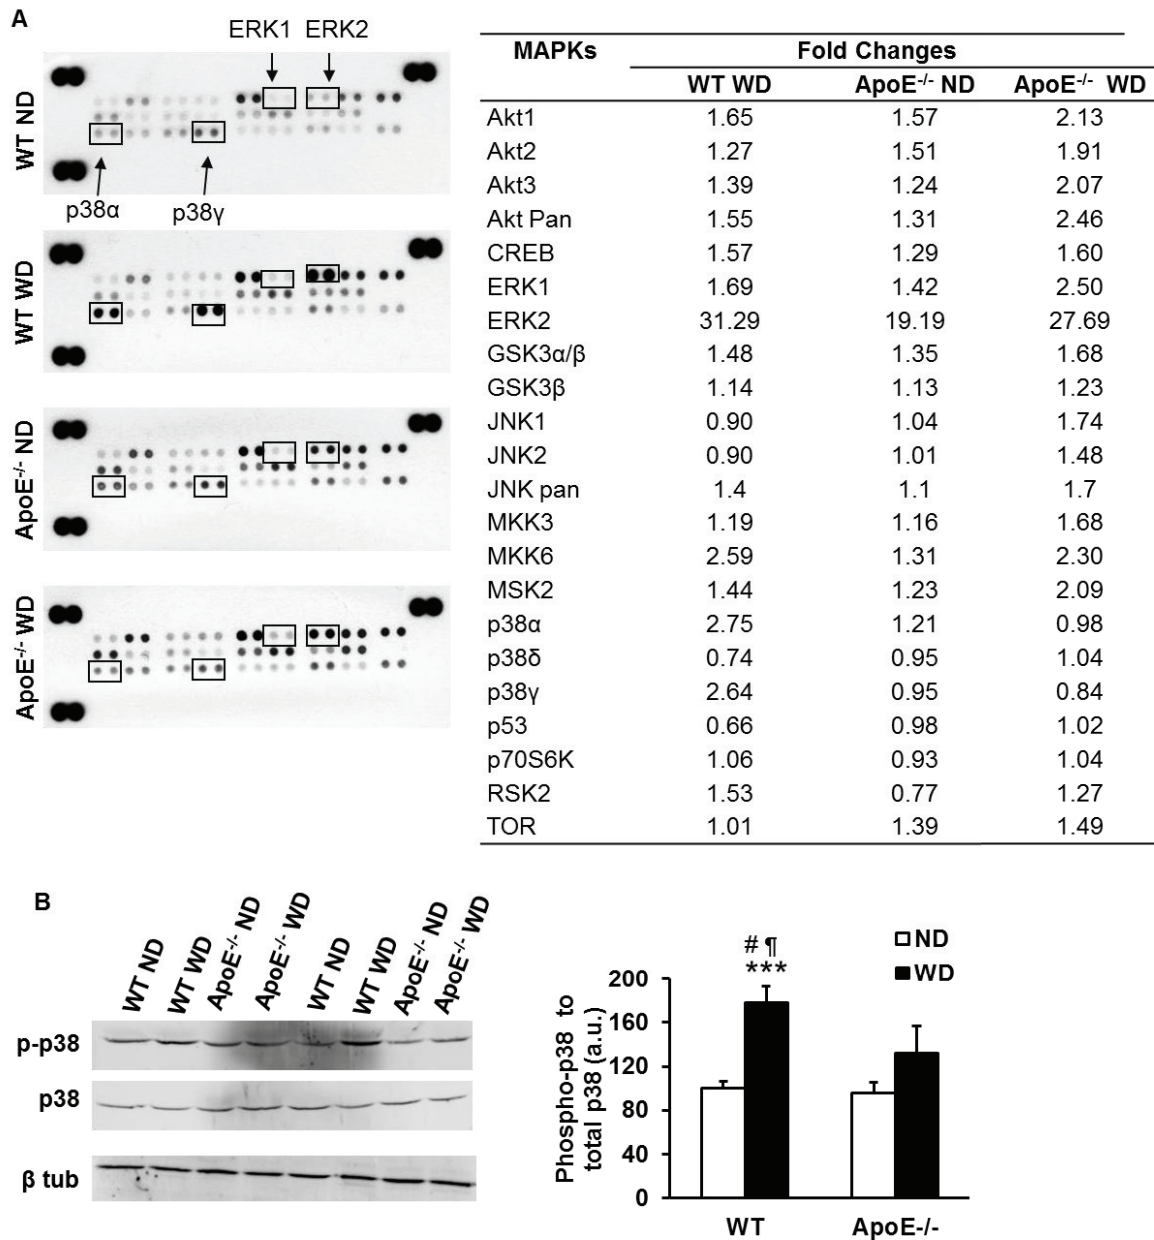 A
ERK1 ERK2
WT ND
p38α p38γ
WT WD
ApoE-/- ND
ApoE-/- WD
MAPKs Fold Changes
WT WD ApoE-/- ND ApoE-/- WD
Akt1 1.65 1.57 2.13
Akt2 1.27 1.51 1.91
Akt3 1.39 1.24 2.07
Akt Pan 1.55 1.31 2.46
CREB 1.57 1.29 1.60
ERK1 1.69 1.42 2.50
ERK2 31.29 19.19 27.69
GSK3α/β 1.48 1.35 1.68
GSK3β 1.14 1.13 1.23
JNK1 0.90 1.04 1.74
JNK2 0.90 1.01 1.48
JNK pan 1.4 1.1 1.7
MKK3 1.19 1.16 1.68
MKK6 2.59 1.31 2.30
MSK2 1.44 1.23 2.09
p38α 2.75 1.21 0.98
p38δ 0.74 0.95 1.04
p38γ 2.64 0.95 0.84
p53 0.66 0.98 1.02
p70S6K 1.06 0.93 1.04
RSK2 1.53 0.77 1.27
TOR 1.01 1.39 1.49
B
WT ND WT WD ApoE-/- ND ApoE-/- WD WT ND WT WD ApoE-/- ND ApoE-/- WD
p-p38
p38
β tub
# ¶
***
ND
WD
Phospho-p38 to
total p38 (a.u.)
200
160
120
80
40
0
WT ApoE-/-